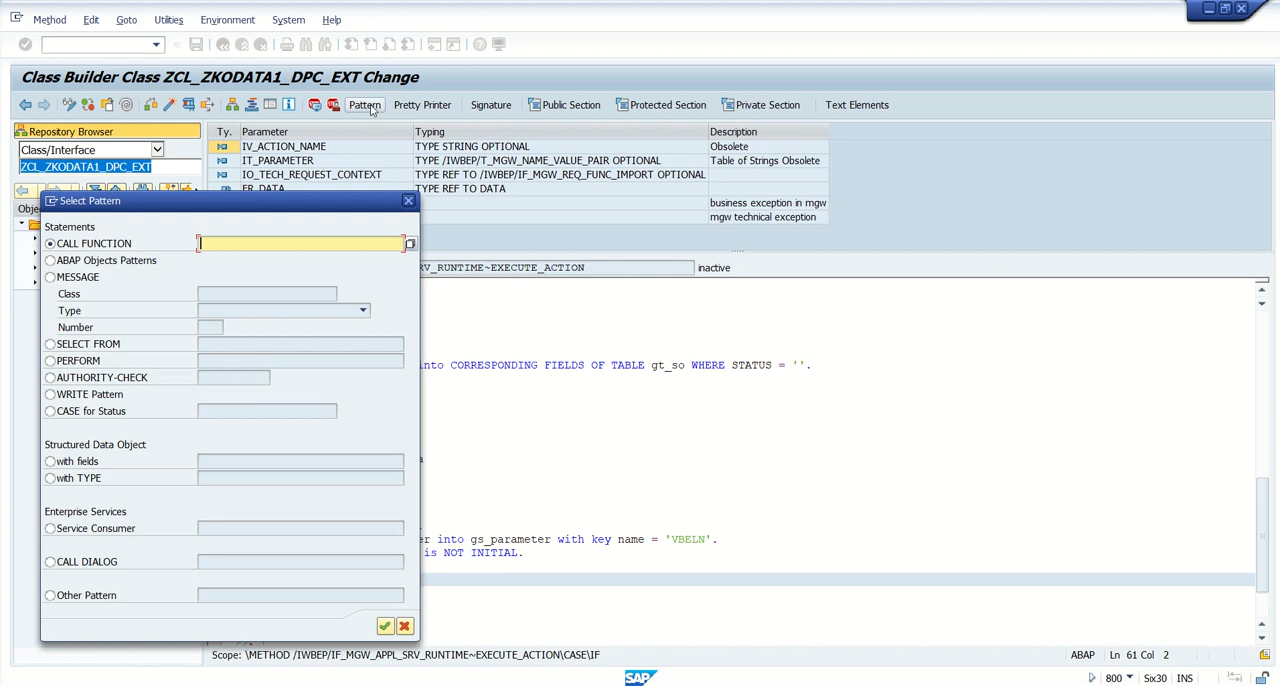 Method Edit Goto Utilities Environment System Help
Class Builder Class ZCL_ZKODATA1_DPC_EXT Change
Pattern Pretty Printer Signature Public Section Protected Section Private Section Text Elements
Repository Browser
Class/Interface
ZCL_ZKODATA1_DPC_EXT
Ty. Parameter Typing Description
IV_ACTION_NAME TYPE STRING OPTIONAL Obsolete
IT_PARAMETER TYPE /IWBEP/T_MGW_NAME_VALUE_PAIR OPTIONAL Table of Strings Obsolete
IO_TECH_REQUEST_CONTEXT TYPE REF TO /IWBEP/IF_MGW_REQ_FUNC_IMPORT OPTIONAL
ER_DATA TYPE REF TO DATA
business exception in mgw
mgw technical exception
RV_RUNTIME~EXECUTE_ACTION inactive
Select Pattern
Statements
CALL FUNCTION
ABAP Objects Patterns
MESSAGE
Class
Type
Number
SELECT FROM
PERFORM
AUTHORITY-CHECK
WRITE Pattern
CASE for Status
Structured Data Object
with fields
with TYPE
Enterprise Services
Service Consumer
CALL DIALOG
Other Pattern
into CORRESPONDING FIELDS OF TABLE gt_so WHERE STATUS = ''.
a
er into gs_parameter with key name = 'VBELN'.
is NOT INITIAL.
Scope: \METHOD /IWBEP/IF_MGW_APPL_SRV_RUNTIME~EXECUTE_ACTION\CASE\IF ABAP Ln 61 Col 2
SAP 800 Six30 INS